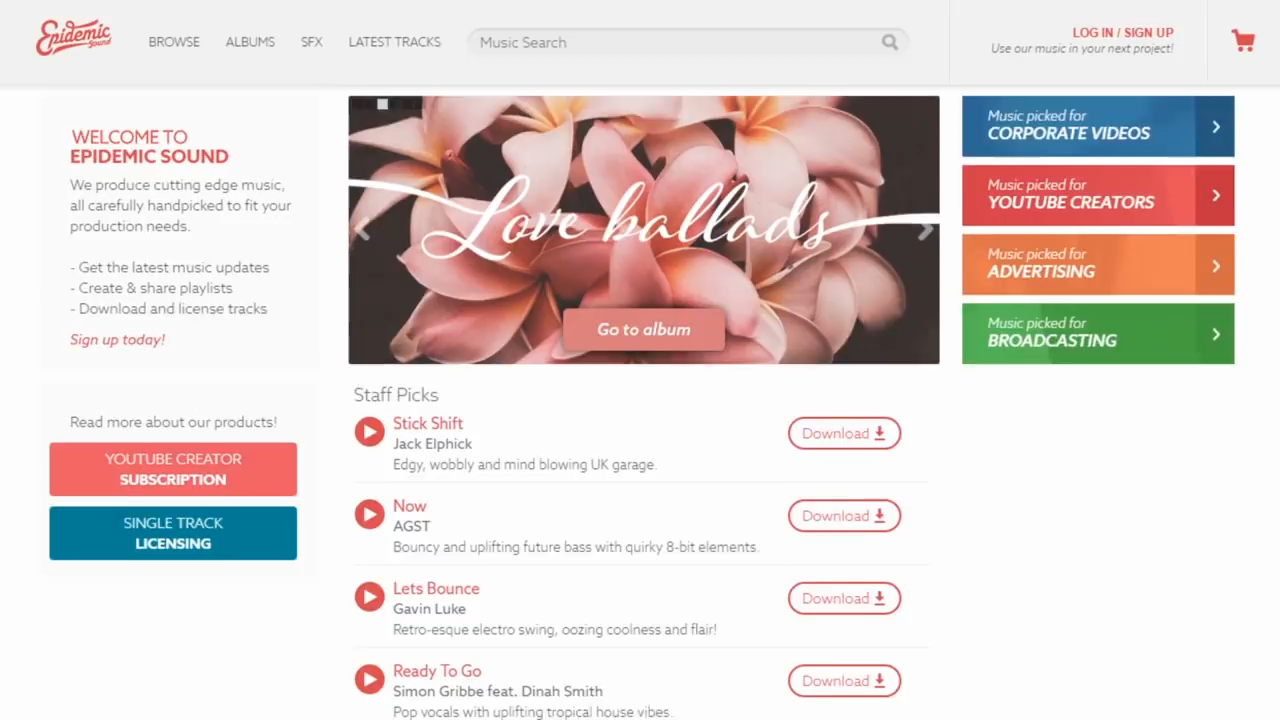 Epidemic
Sound
BROWSE
ALBUMS
SFX
LATEST TRACKS
Music Search
LOG IN / SIGN UP
Use our music in your next project!
WELCOME TO
EPIDEMIC SOUND
We produce cutting edge music,
all carefully handpicked to fit your
production needs.
- Get the latest music updates
- Create & share playlists
- Download and license tracks
Sign up today!
Read more about our products!
YOUTUBE CREATOR
SUBSCRIPTION
SINGLE TRACK
LICENSING
Love ballads
Go to album
Staff Picks
Stick Shift
Jack Elphick
Edgy, wobbly and mind blowing UK garage.
Download
Now
AGST
Bouncy and uplifting future bass with quirky 8-bit elements.
Download
Lets Bounce
Gavin Luke
Retro-esque electro swing, oozing coolness and flair!
Download
Ready To Go
Simon Gribbe feat. Dinah Smith
Pop vocals with uplifting tropical house vibes.
Download
Music picked for
CORPORATE VIDEOS
Music picked for
YOUTUBE CREATORS
Music picked for
ADVERTISING
Music picked for
BROADCASTING